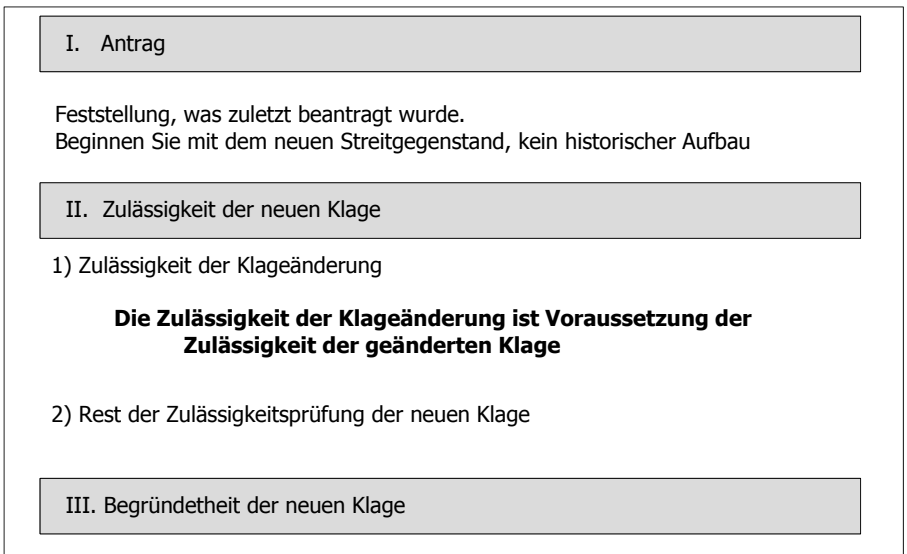 I. Antrag
Feststellung, was zuletzt beantragt wurde.
Beginnen Sie mit dem neuen Streitgegenstand, kein historischer Aufbau
II. Zulässigkeit der neuen Klage
1) Zulässigkeit der Klageänderung
Die Zulässigkeit der Klageänderung ist Voraussetzung der
Zulässigkeit der geänderten Klage
2) Rest der Zulässigkeitsprüfung der neuen Klage
III. Begründetheit der neuen Klage